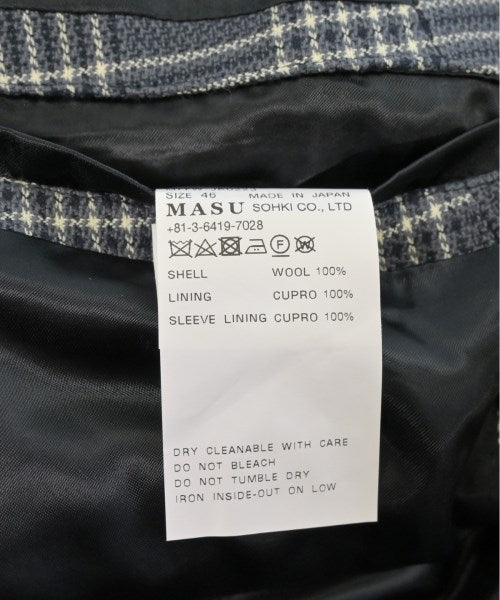 SIZE 46 MADE IN JAPAN
MASU SOHKI CO., LTD
+81-3-6419-7028
SHELL WOOL 100%
LINING CUPRO 100%
SLEEVE LINING CUPRO 100%
DRY CLEANABLE WITH CARE
DO NOT BLEACH
DO NOT TUMBLE DRY
IRON INSIDE-OUT ON LOW